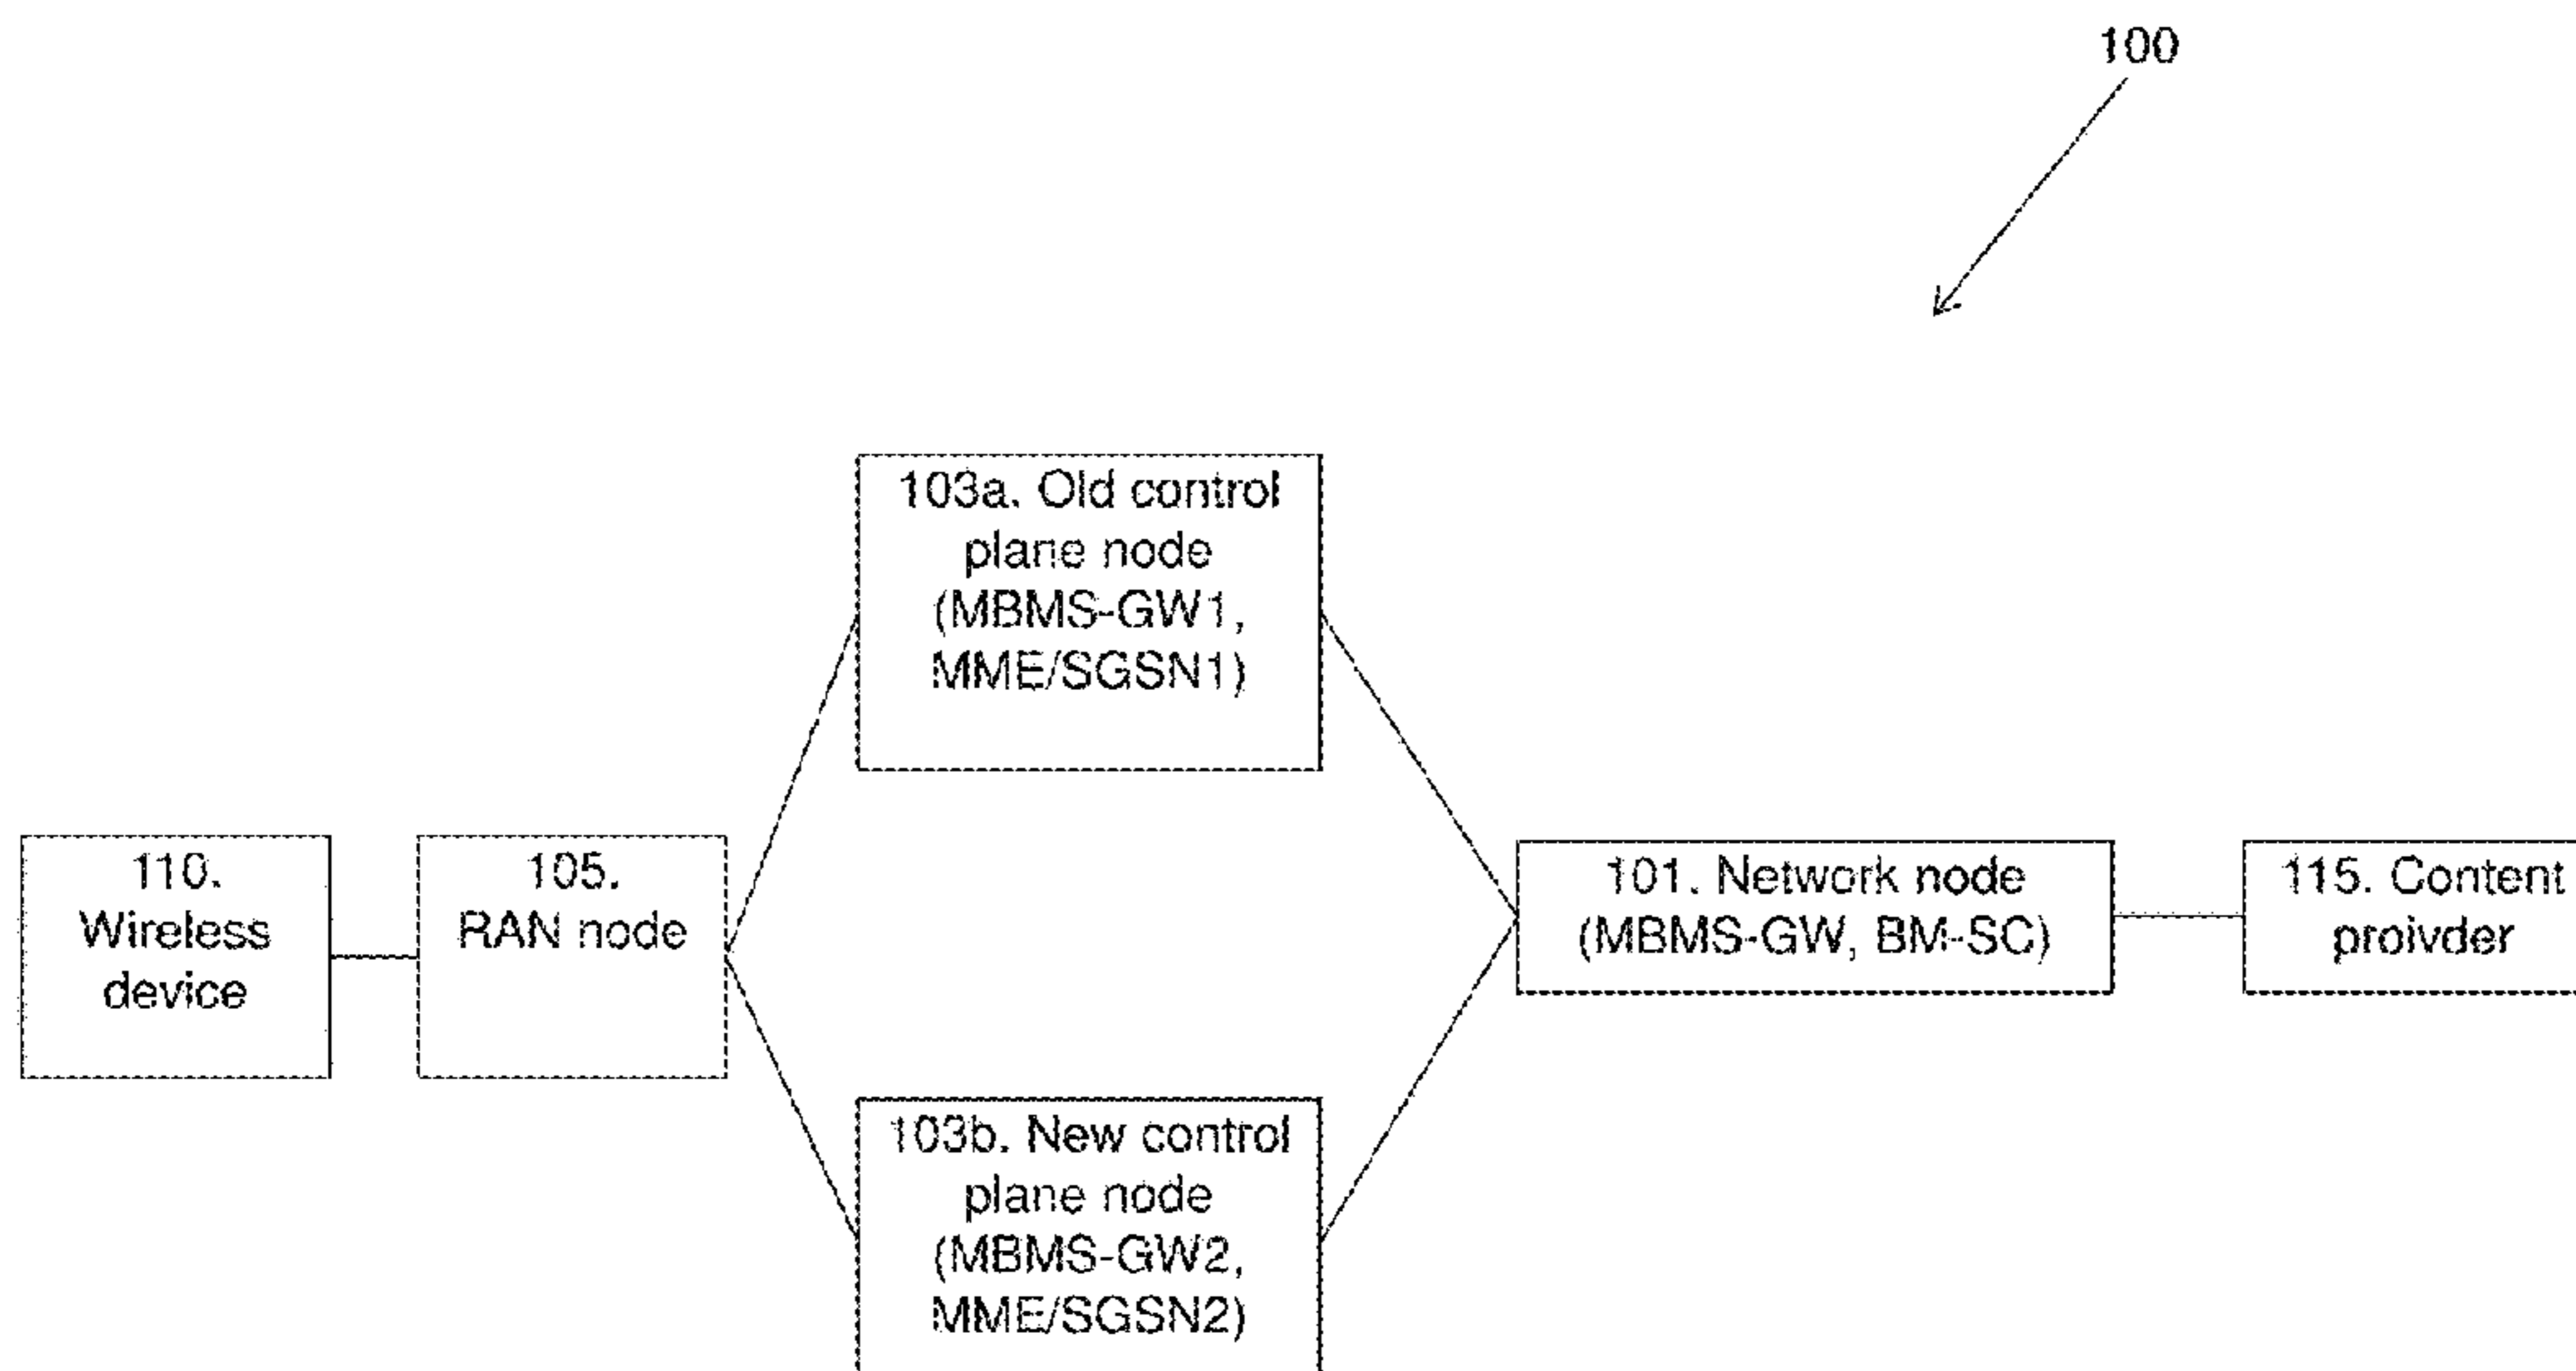 100
103a. Old control
plane node
(MBMS-GW1,
MME/SGSN1)
110.
Wireless
device
105.
RAN node
101. Network node
(MBMS-GW, BM-SC)
115. Content
proivder
103b. New control
plane node
(MBMS-GW2,
MME/SGSN2)